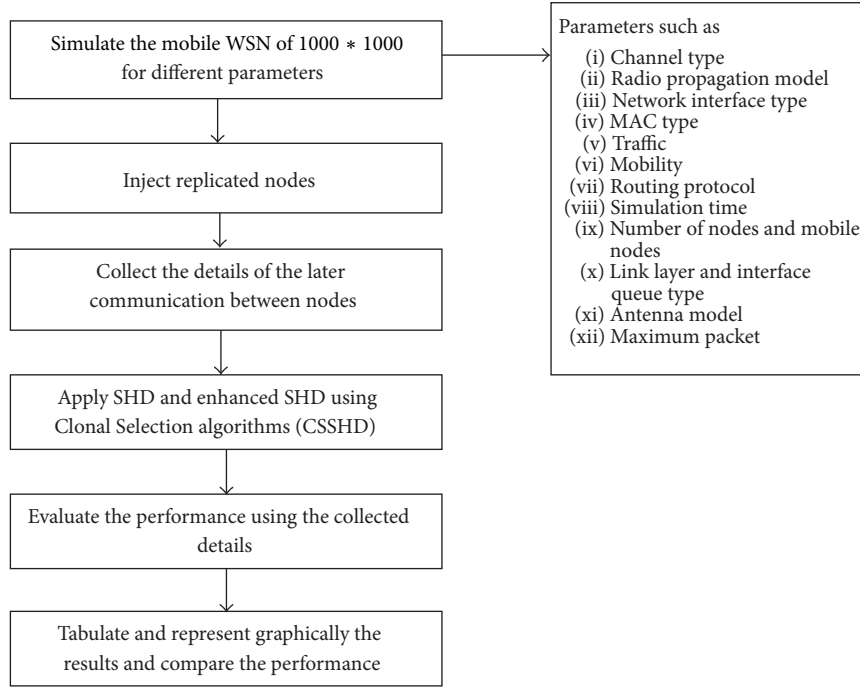 Simulate the mobile WSN of 1000 * 1000
for different parameters
Inject replicated nodes
Collect the details of the later
communication between nodes
Apply SHD and enhanced SHD using
Clonal Selection algorithms (CSSHD)
Evaluate the performance using the collected
details
Tabulate and represent graphically the
results and compare the performance
Parameters such as
(i) Channel type
(ii) Radio propagation model
(iii) Network interface type
(iv) MAC type
(v) Traffic
(vi) Mobility
(vii) Routing protocol
(viii) Simulation time
(ix) Number of nodes and mobile
nodes
(x) Link layer and interface
queue type
(xi) Antenna model
(xii) Maximum packet